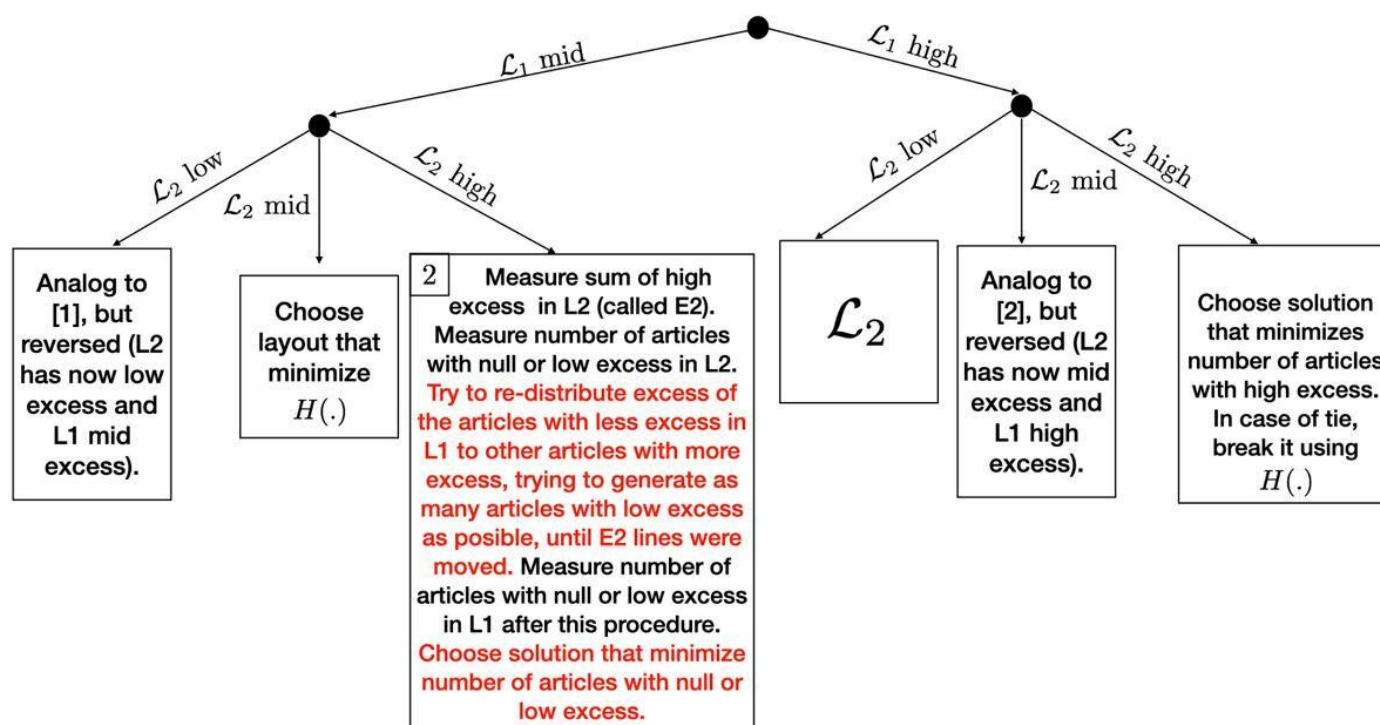 ℒ₁ mid
ℒ₁ high
ℒ₂ low
ℒ₂ mid
ℒ₂ high
ℒ₂ low
ℒ₂ mid
ℒ₂ high
Analog to
[1], but
reversed (L2
has now low
excess and
L1 mid
excess).
Choose
layout that
minimize
H(.)
2
Measure sum of high
excess in L2 (called E2).
Measure number of articles
with null or low excess in L2.
Try to re-distribute excess of
the articles with less excess in
L1 to other articles with more
excess, trying to generate as
many articles with low excess
as posible, until E2 lines were
moved. Measure number of
articles with null or low excess
in L1 after this procedure.
Choose solution that minimize
number of articles with null or
low excess.
ℒ₂
Analog to
[2], but
reversed (L2
has now mid
excess and
L1 high
excess).
Choose solution
that minimizes
number of articles
with high excess.
In case of tie,
break it using
H(.)